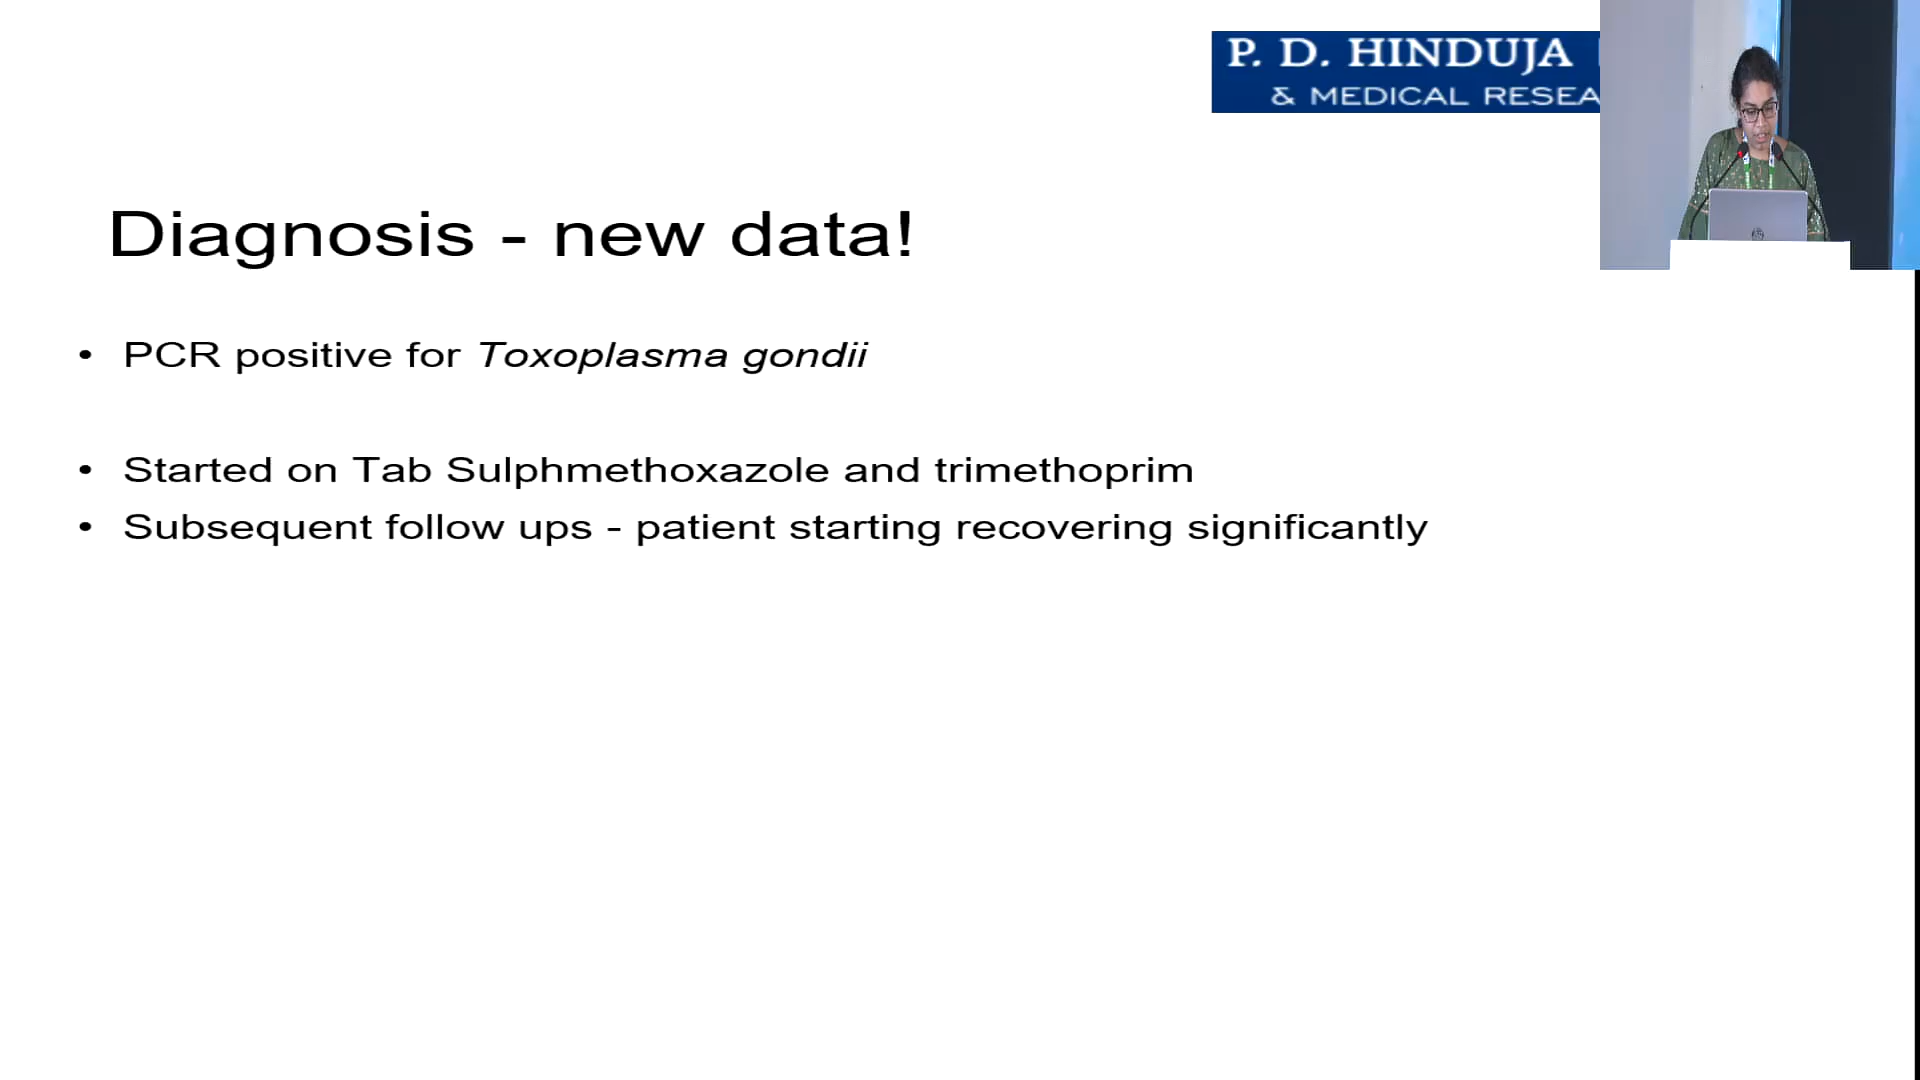 P. D. HINDUJA
& MEDICAL
Diagnosis - new data!
• PCR positive for Toxoplasma gondii
• Started on Tab Sulphmethoxazole and trimethoprim
• Subsequent follow ups - patient starting recovering significantly